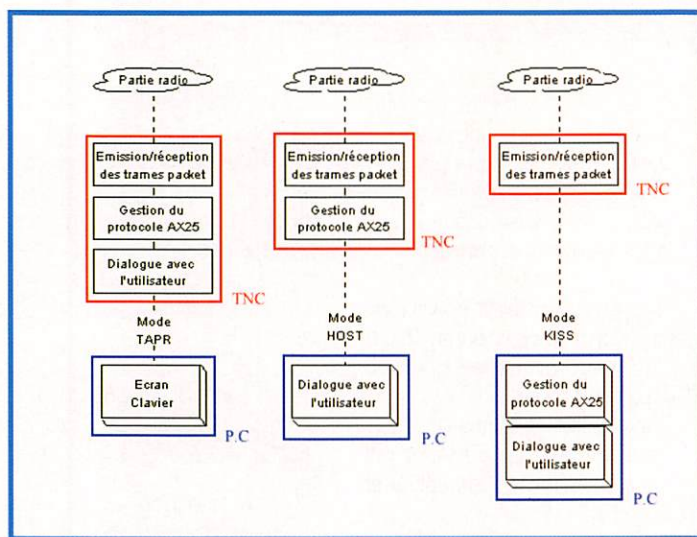 Partie radio
Emission/réception
des trames packet
Gestion du
protocole AX25
Dialogue avec
l'utilisateur
TNC
Mode
TAPR
Ecran
Clavier
P.C
Partie radio
Emission/réception
des trames packet
Gestion du
protocole AX25
TNC
Mode
HOST
Dialogue avec
l'utilisateur
P.C
Partie radio
Emission/réception
des trames packet
TNC
Mode
KISS
Gestion du
protocole AX25
Dialogue avec
l'utilisateur
P.C